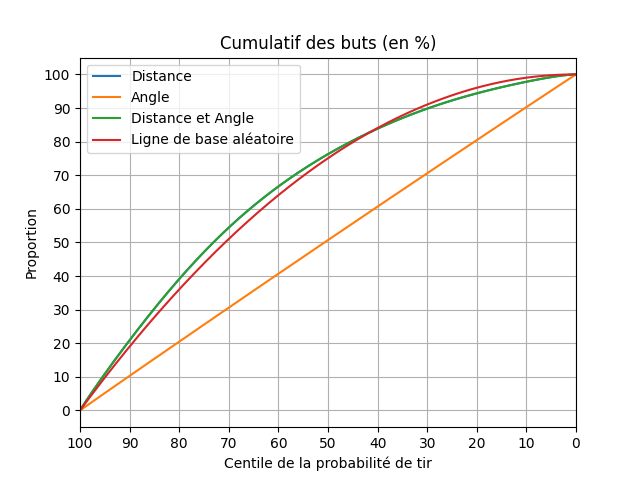 Cumulatif des buts (en %)
Distance
Angle
Distance et Angle
Ligne de base aléatoire
Proportion
100
90
80
70
60
50
40
30
20
10
0
100 90 80 70 60 50 40 30 20 10 0
Centile de la probabilité de tir